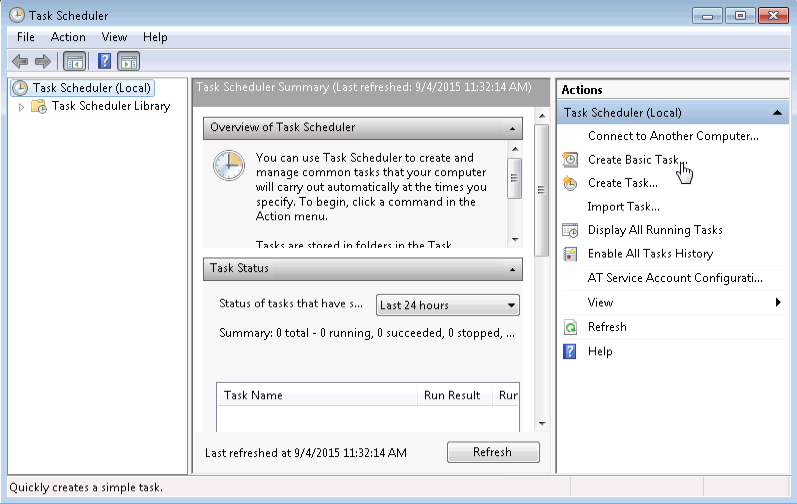 Task Scheduler
File Action View Help
Task Scheduler (Local)
Task Scheduler Library
Task Scheduler Summary (Last refreshed: 9/4/2015 11:32:14 AM)
Overview of Task Scheduler
You can use Task Scheduler to create and
manage common tasks that your computer
will carry out automatically at the times you
specify. To begin, click a command in the
Action menu.
Tasks are stored in folders in the Task
Task Status
Status of tasks that have s... Last 24 hours
Summary: 0 total - 0 running, 0 succeeded, 0 stopped, ...
Task Name Run Result Rur
Last refreshed at 9/4/2015 11:32:14 AM Refresh
Actions
Task Scheduler (Local)
Connect to Another Computer...
Create Basic Task...
Create Task...
Import Task...
Display All Running Tasks
Enable All Tasks History
AT Service Account Configurati...
View
Refresh
Help
Quickly creates a simple task.